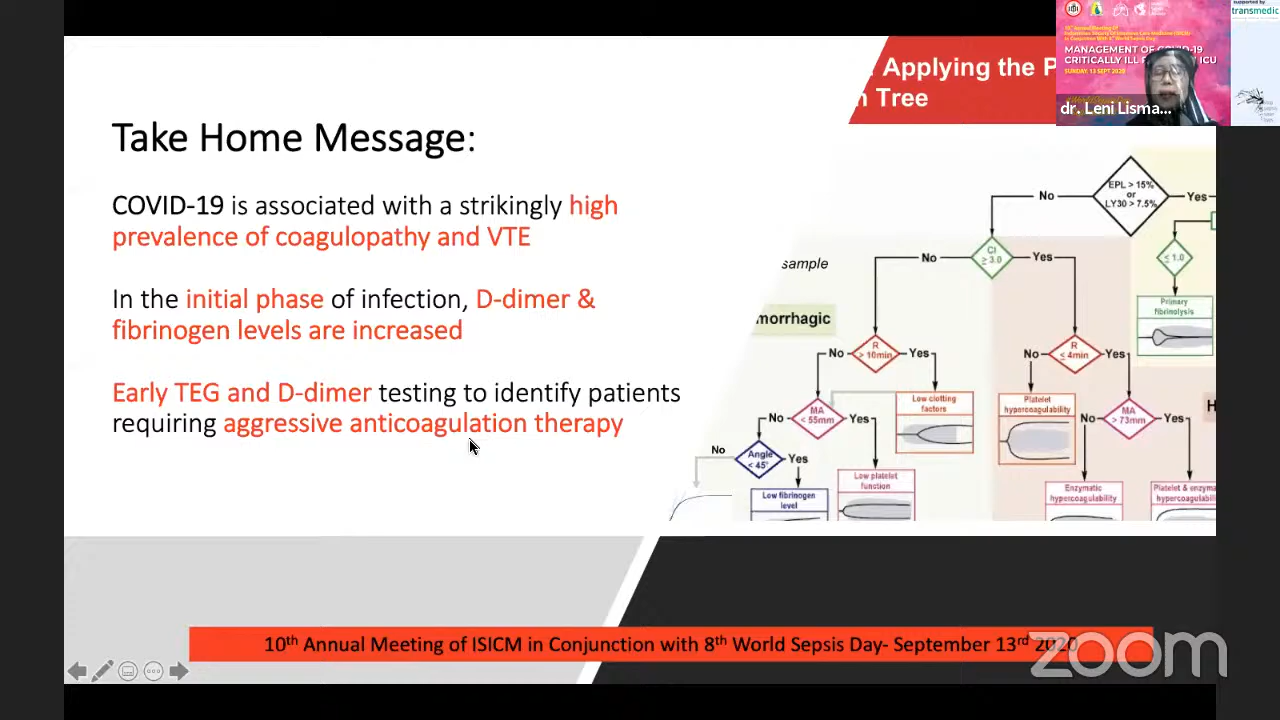 Applying the P
n Tree
supported by
transmedic
MANAGEMENT OF COVID-19
CRITICALLY ILL
ICU
SUNDAY, 13 SEPT 2020
dr. Leni Lisma...
Take Home Message:
COVID-19 is associated with a strikingly high
prevalence of coagulopathy and VTE
In the initial phase of infection, D-dimer &
fibrinogen levels are increased
Early TEG and D-dimer testing to identify patients
requiring aggressive anticoagulation therapy
sample
morrhagic
EPL > 15%
or
LY30 > 7.5%
No
Yes
CI
≥ 3.0
No
Yes
≤ 1.0
Primary
fibrinolysis
R
> 10min
No
Yes
R
≤ 4min
No
Yes
MA
< 55mm
No
Yes
Low clotting
factors
Platelet
hypercoagulability
MA
> 73mm
No
Yes
H
No
Angle
< 45°
Yes
Low fibrinogen
level
Low platelet
function
Enzymatic
hypercoagulability
Platelet & enzyma
hypercoagulability
10th Annual Meeting of ISICM in Conjunction with 8th World Sepsis Day- September 13rd 2020
zoom